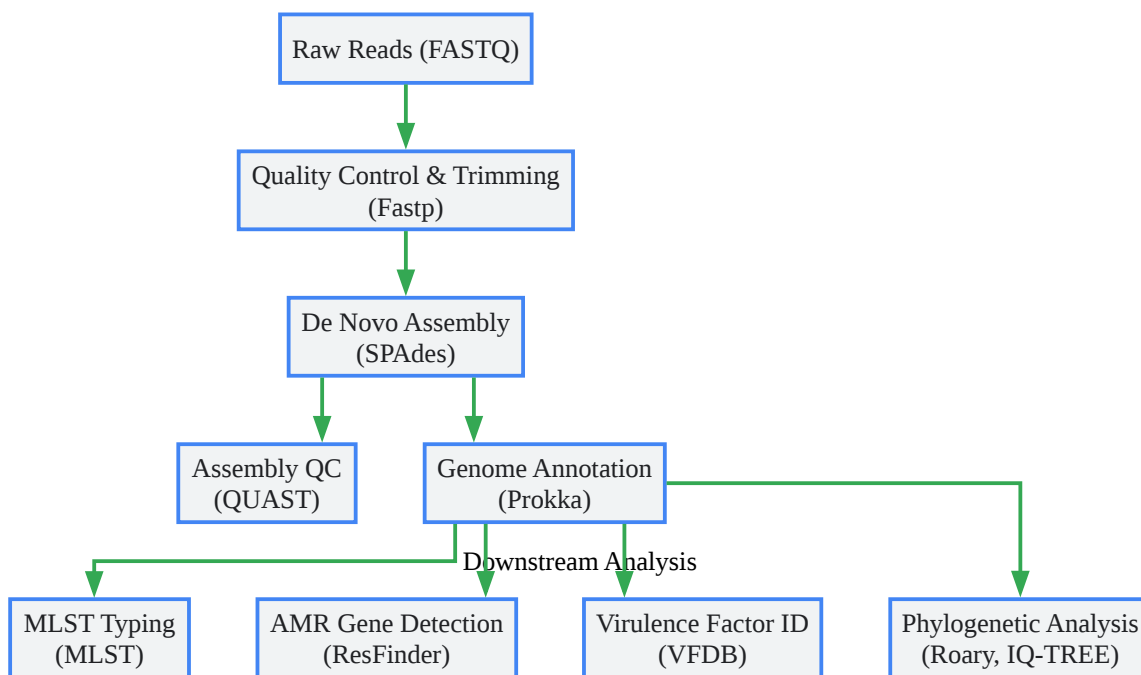 Raw Reads (FASTQ)
Quality Control & Trimming
(Fastp)
De Novo Assembly
(SPAdes)
Assembly QC
(QUAST)
Genome Annotation
(Prokka)
Downstream Analysis
MLST Typing
(MLST)
AMR Gene Detection
(ResFinder)
Virulence Factor ID
(VFDB)
Phylogenetic Analysis
(Roary, IQ-TREE)